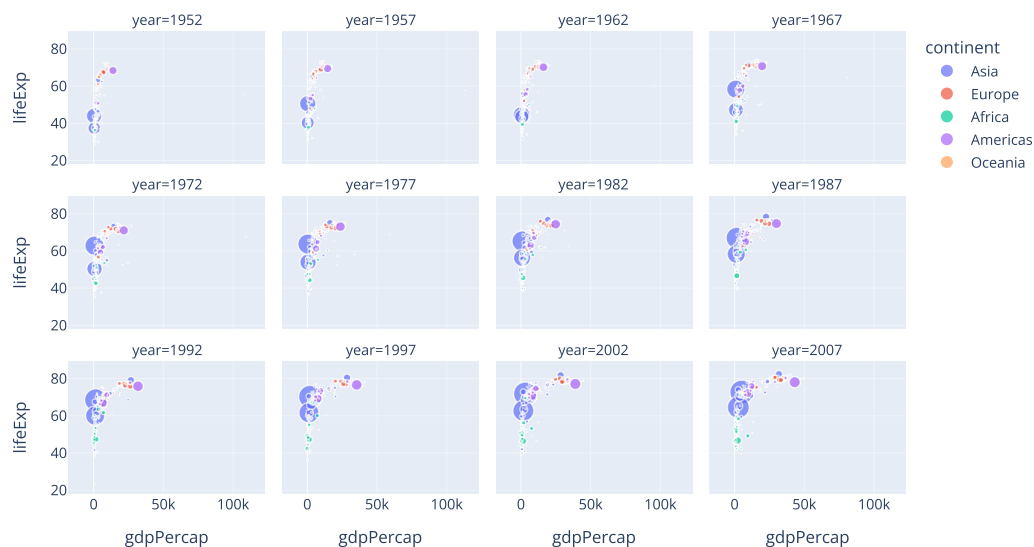 year=1952 year=1957 year=1962 year=1967
80
60
40
20
lifeExp
continent
Asia
Europe
Africa
Americas
Oceania
year=1972 year=1977 year=1982 year=1987
80
60
40
20
lifeExp
year=1992 year=1997 year=2002 year=2007
80
60
40
20
lifeExp
0 50k 100k 0 50k 100k 0 50k 100k 0 50k 100k
gdpPercap gdpPercap gdpPercap gdpPercap